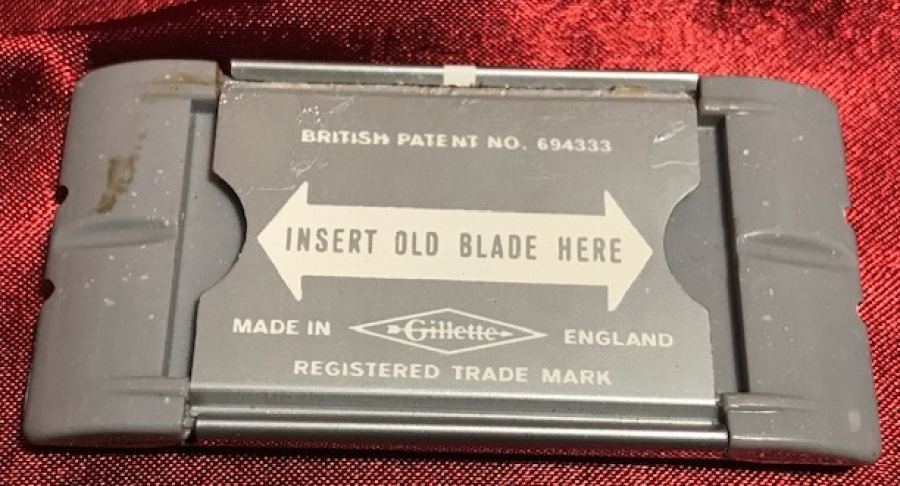 BRITISH PATENT NO. 694333
INSERT OLD BLADE HERE
MADE IN Gillette ENGLAND
REGISTERED TRADE MARK